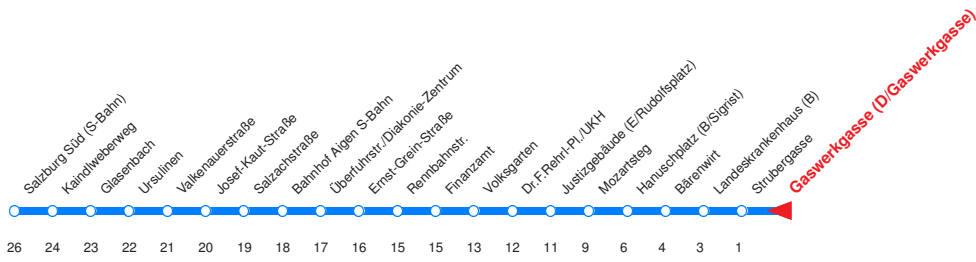 Salzburg Süd (S-Bahn)
Kaindlweberweg
Glasenbach
Ursulinen
Valkenauerstraße
Josef-Kaut-Straße
Salzachstraße
Bahnhof Aigen S-Bahn
Überfuhrstr./Diakonie-Zentrum
Ernst-Grein-Straße
Rennbahnstr.
Finanzamt
Volksgarten
Dr.F.Rehrl-Pl./UKH
Justizgebäude (E/Rudolfsplatz)
Mozartsteg
Hanuschplatz (B/Sigrist)
Bärenwirt
Landeskrankenhaus (B)
Strubergasse
Gaswerkgasse (D/Gaswerkgasse)
26 24 23 22 21 20 19 18 17 16 15 15 13 12 11 9 6 4 3 1